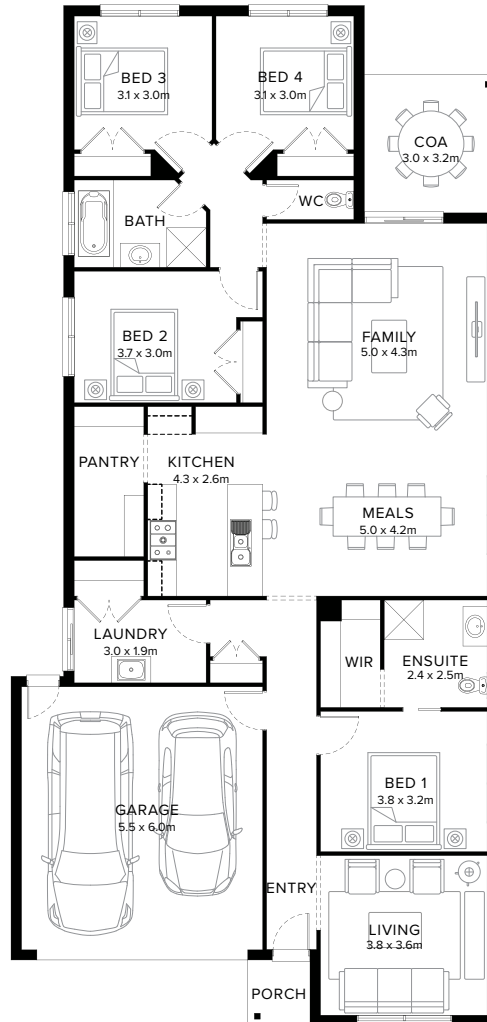 BED 3
3.1 x 3.0m
BED 4
3.1 x 3.0m
COA
3.0 x 3.2m
WC
BATH
BED 2
3.7 x 3.0m
FAMILY
5.0 x 4.3m
PANTRY
KITCHEN
4.3 x 2.6m
MEALS
5.0 x 4.2m
LAUNDRY
3.0 x 1.9m
WIR
ENSUITE
2.4 x 2.5m
BED 1
3.8 x 3.2m
GARAGE
5.5 x 6.0m
ENTRY
LIVING
3.8 x 3.6m
PORCH